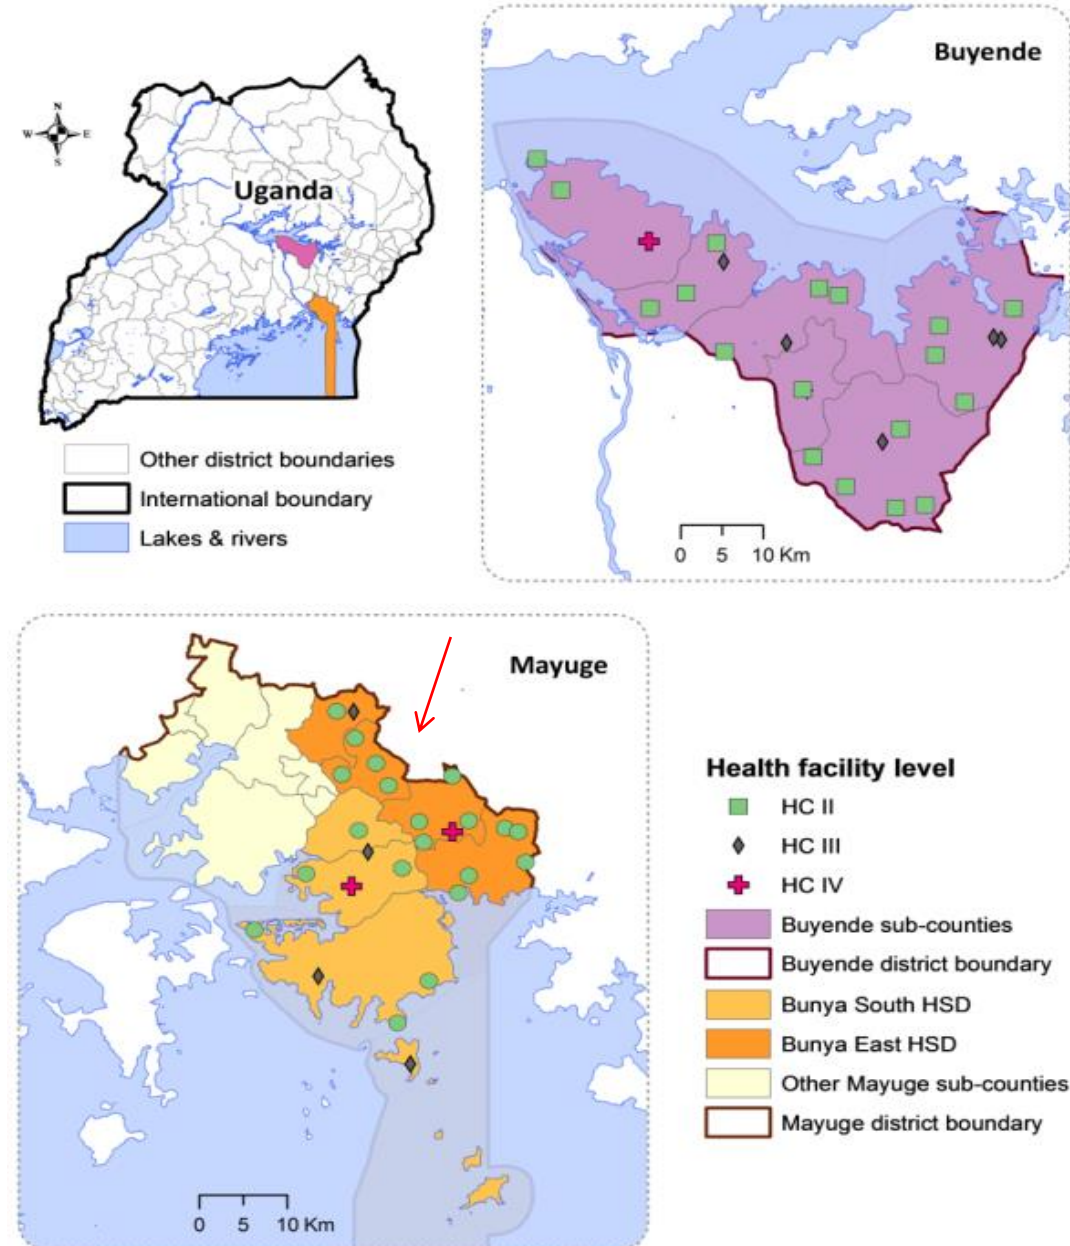 Buyende
N
W E
S
Uganda
Other district boundaries
International boundary
Lakes & rivers
0 5 10 Km
Mayuge
0 5 10 Km
Health facility level
HC II
HC III
HC IV
Buyende sub-counties
Buyende district boundary
Bunya South HSD
Bunya East HSD
Other Mayuge sub-counties
Mayuge district boundary